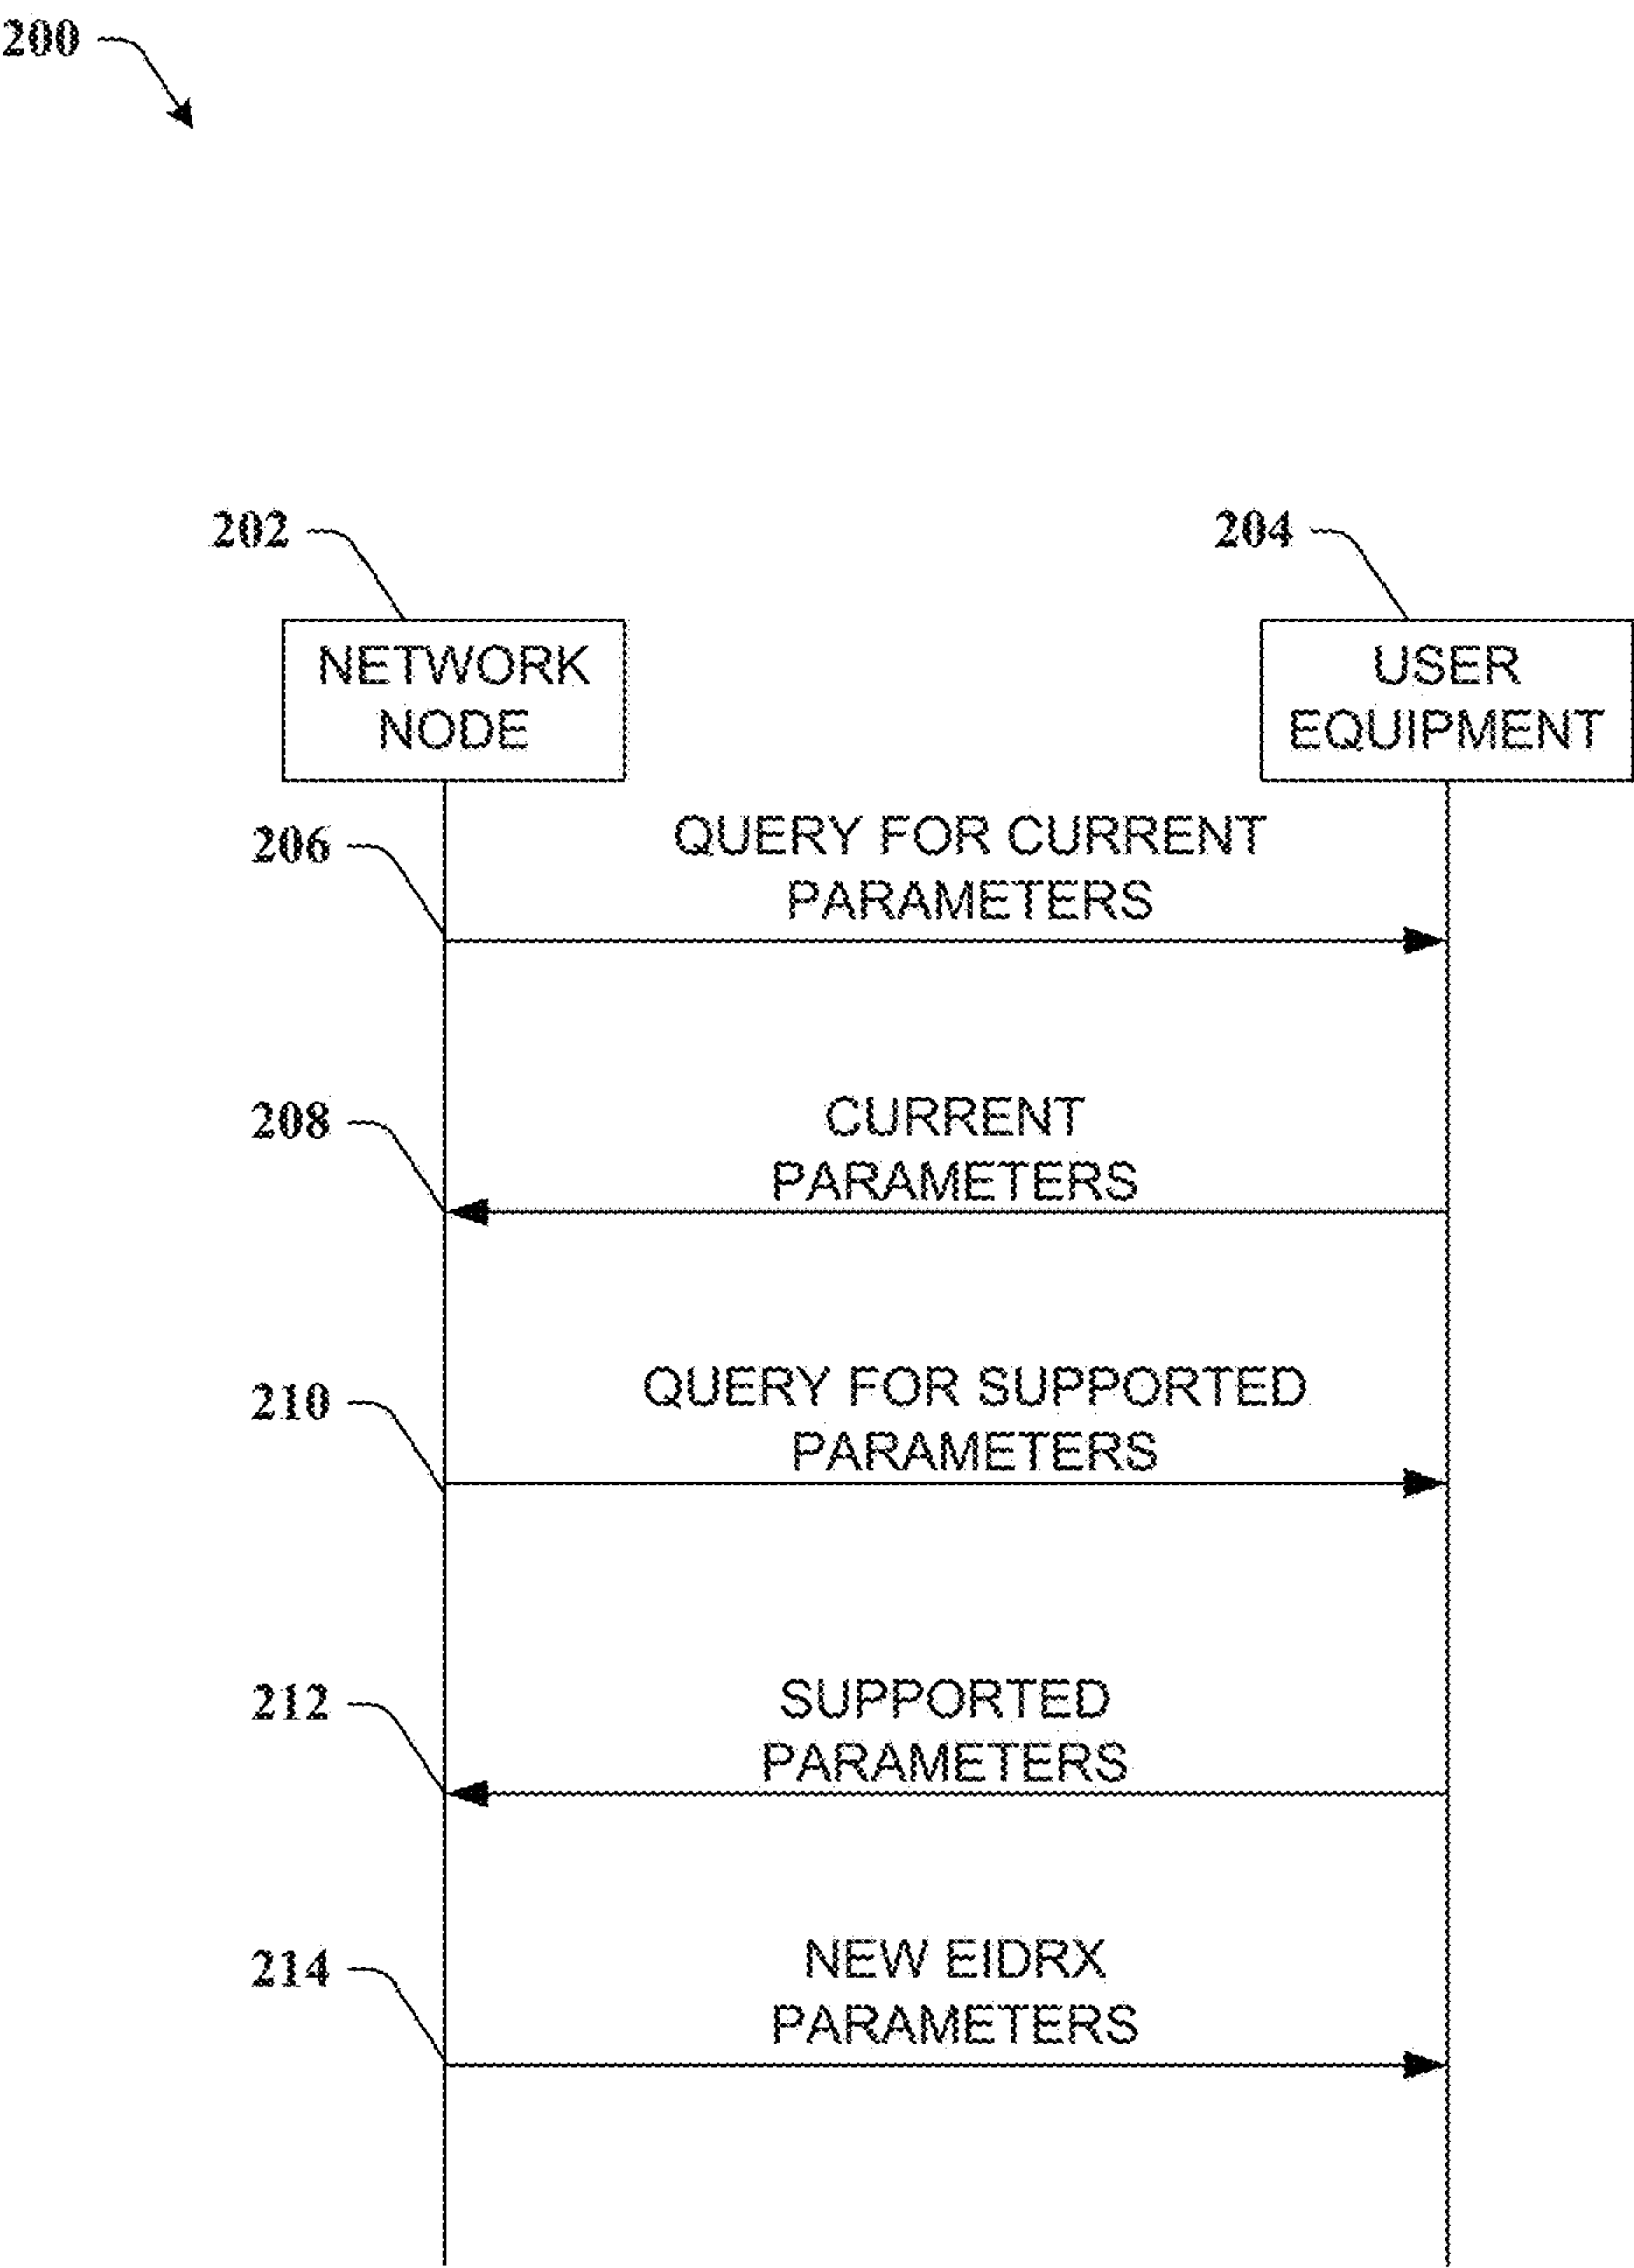 200
202
204
NETWORK
NODE
USER
EQUIPMENT
206
QUERY FOR CURRENT
PARAMETERS
208
CURRENT
PARAMETERS
210
QUERY FOR SUPPORTED
PARAMETERS
212
SUPPORTED
PARAMETERS
214
NEW EIDRX
PARAMETERS